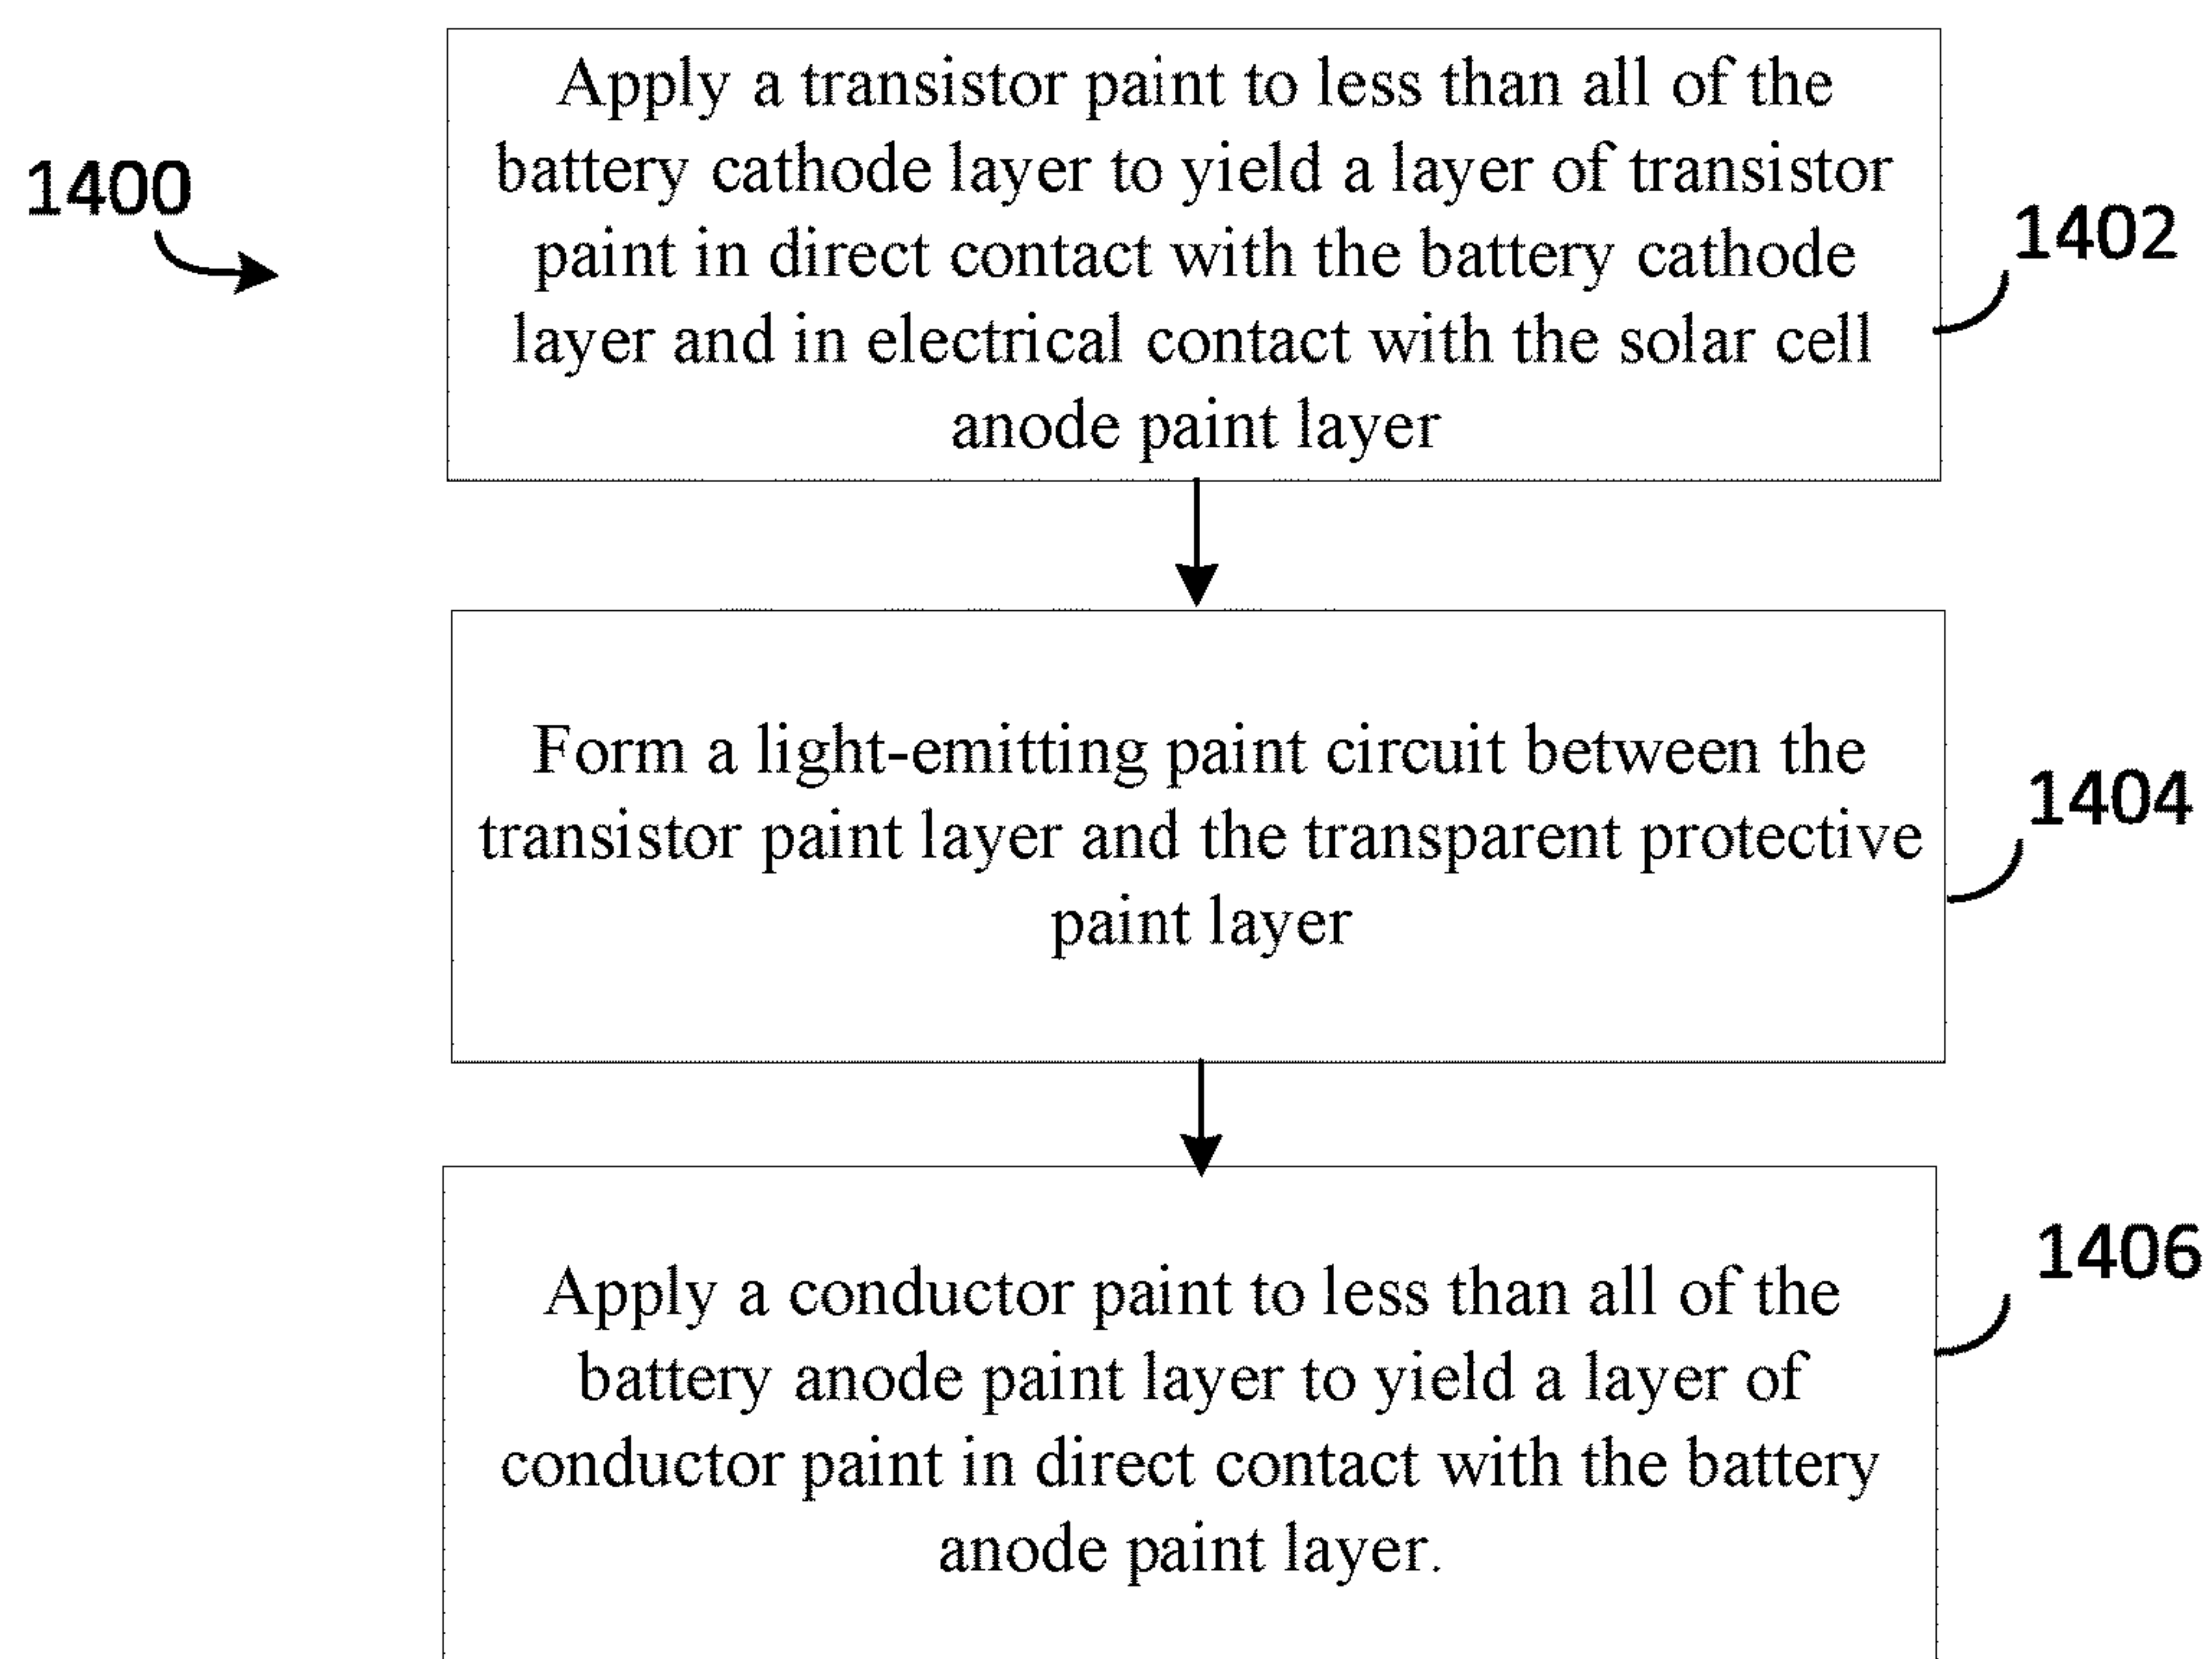 1400
Apply a transistor paint to less than all of the
battery cathode layer to yield a layer of transistor
paint in direct contact with the battery cathode
layer and in electrical contact with the solar cell
anode paint layer
1402
Form a light-emitting paint circuit between the
transistor paint layer and the transparent protective
paint layer
1404
Apply a conductor paint to less than all of the
battery anode paint layer to yield a layer of
conductor paint in direct contact with the battery
anode paint layer.
1406